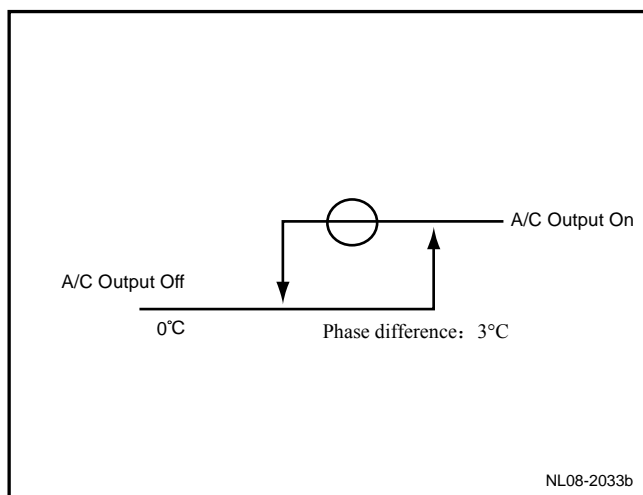 A/C Output On
A/C Output Off
0°C
Phase difference：3°C
NL08-2033b